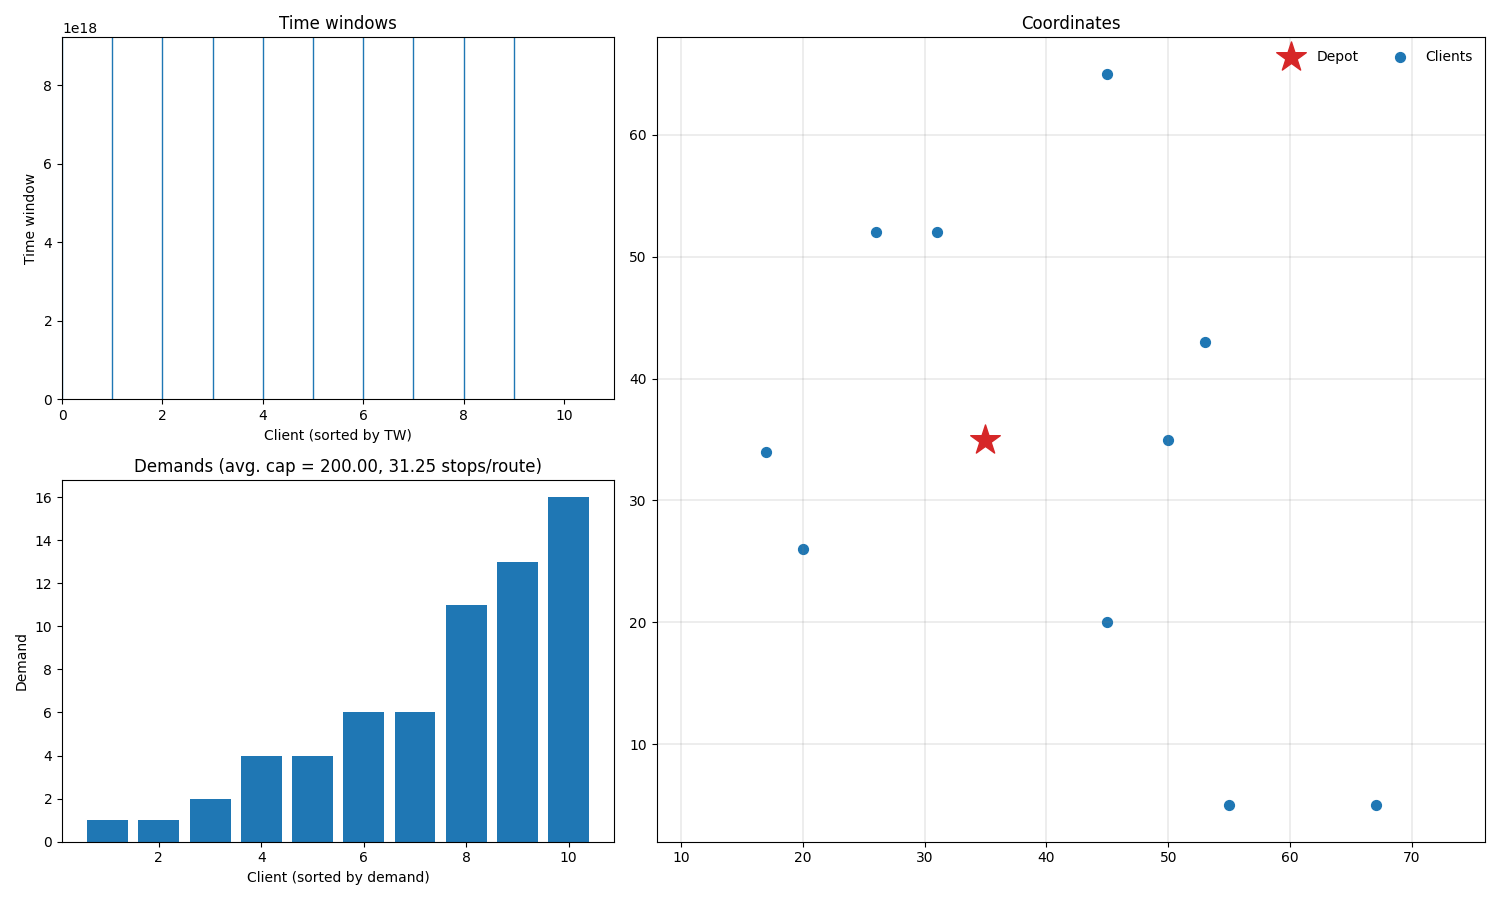 Time windows
1e18
8
6
4
2
0
Time window
0 2 4 6 8 10
Client (sorted by TW)
Demands (avg. cap = 200.00, 31.25 stops/route)
16
14
12
10
8
6
4
2
0
Demand
2 4 6 8 10
Client (sorted by demand)
Coordinates
Depot Clients
60
50
40
30
20
10
10 20 30 40 50 60 70